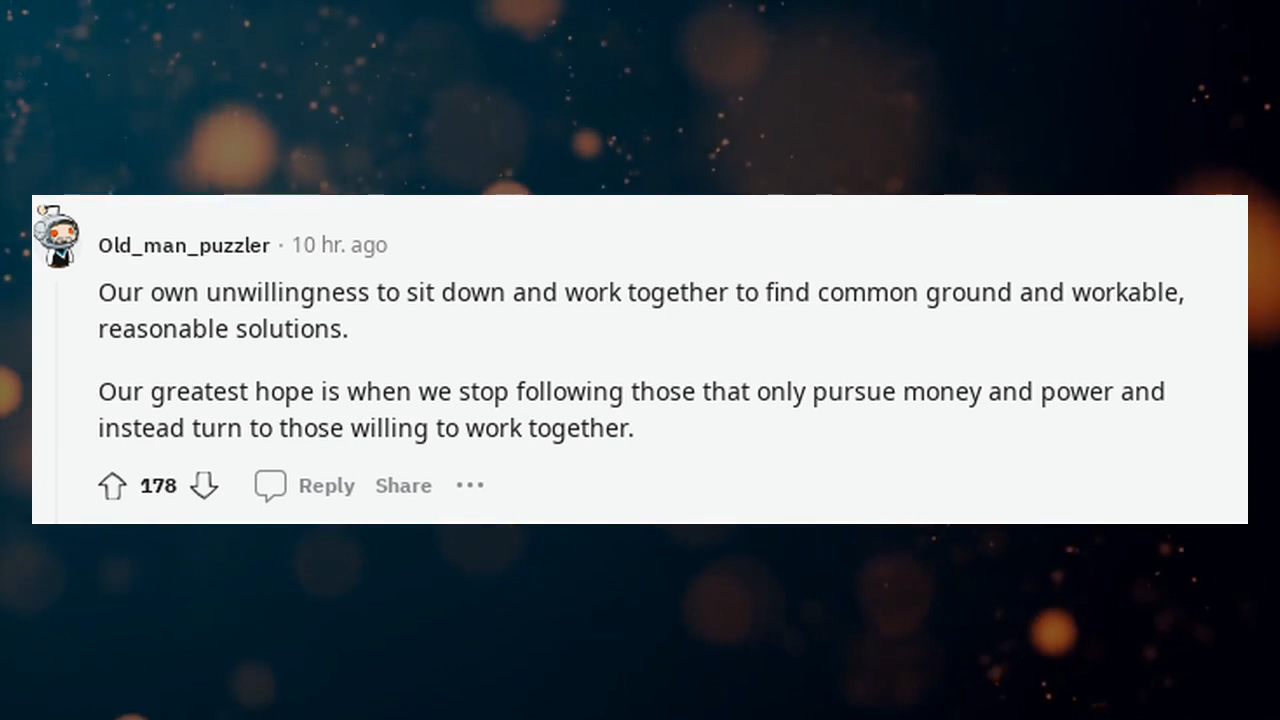 Old_man_puzzler · 10 hr. ago
Our own unwillingness to sit down and work together to find common ground and workable,
reasonable solutions.
Our greatest hope is when we stop following those that only pursue money and power and
instead turn to those willing to work together.
178 Reply Share ···